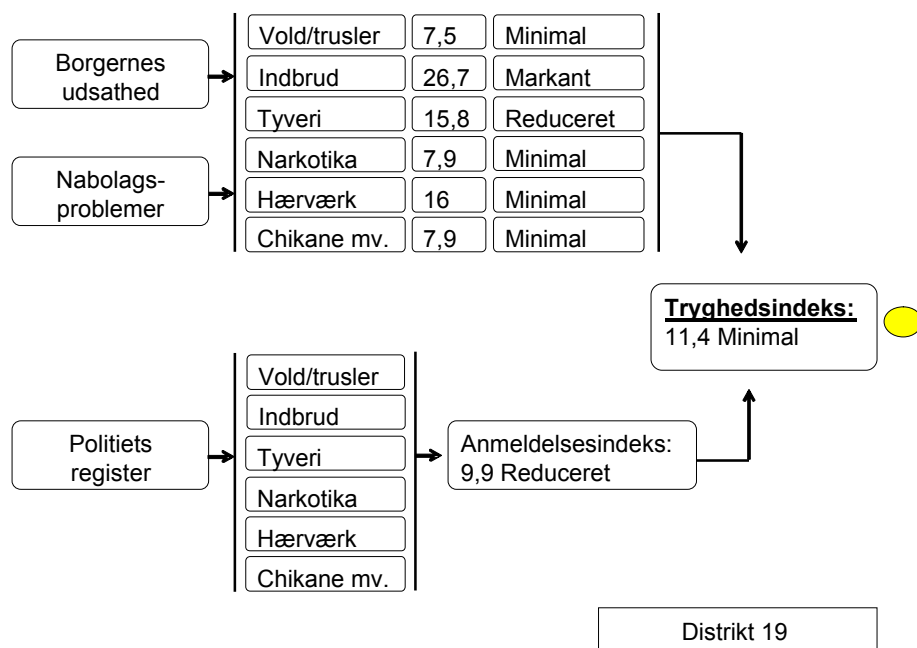 Borgernes
udsathed
Nabolags-
problemer
Vold/trusler 7,5 Minimal
Indbrud 26,7 Markant
Tyveri 15,8 Reduceret
Narkotika 7,9 Minimal
Hærværk 16 Minimal
Chikane mv. 7,9 Minimal
Tryghedsindeks:
11,4 Minimal
Politiets
register
Vold/trusler
Indbrud
Tyveri
Narkotika
Hærværk
Chikane mv.
Anmeldelsesindeks:
9,9 Reduceret
Distrikt 19